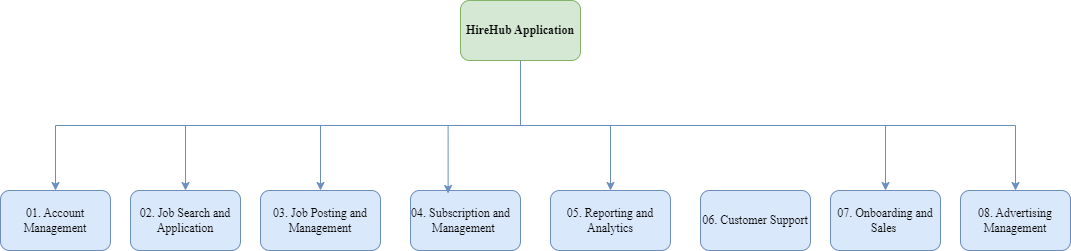 HireHub Application
01. Account
Management
02. Job Search and
Application
03. Job Posting and
Management
04. Subscription and
Management
05. Reporting and
Analytics
06. Customer Support
07. Onboarding and
Sales
08. Advertising
Management